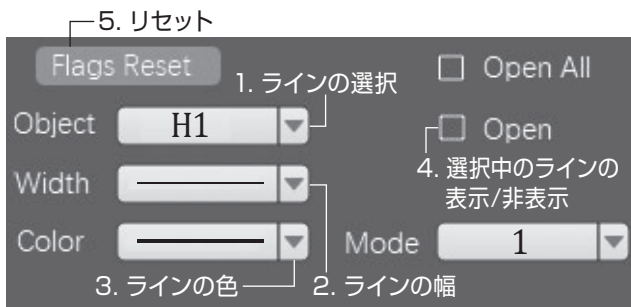 5. リセット
Flags Reset
1. ラインの選択
Open All
Object H1
Open
4. 選択中のラインの
表示/非表示
Width
Color
Mode 1
3. ラインの色
2. ラインの幅